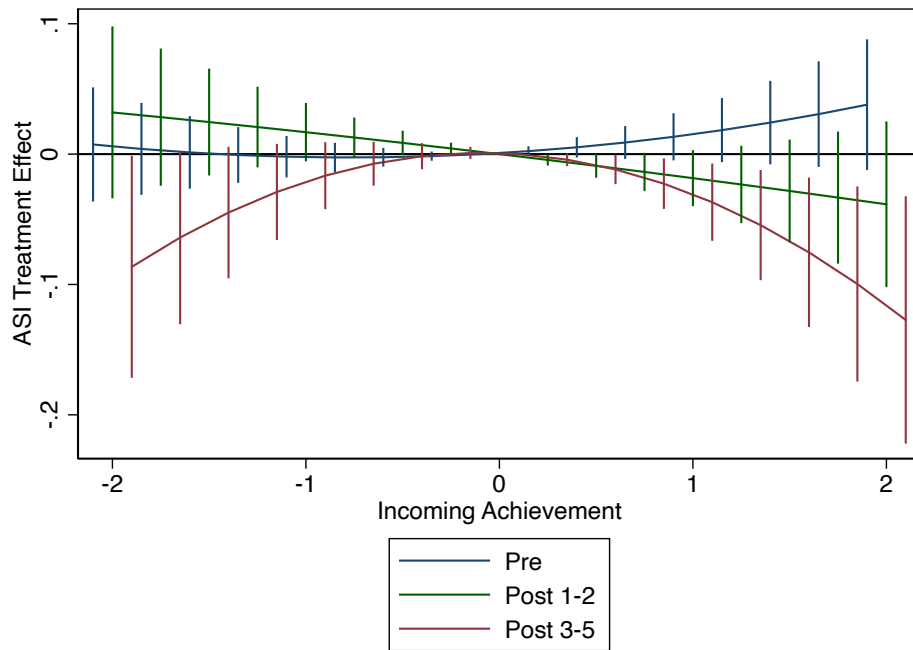 .1
0
-.1
-.2
ASI Treatment Effect
-2
-1
0
1
2
Incoming Achievement
Pre
Post 1-2
Post 3-5